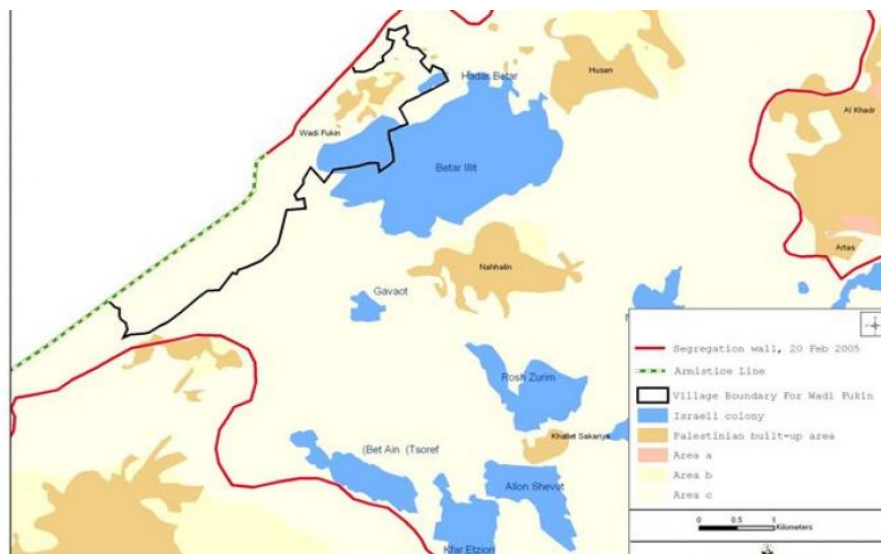 Husan
Hadar Betar
Al Khadr
Wadi Fukin
Betar Illit
Artas
Nahhalin
Gavaot
Rosh Zurim
Khallet Sakariya
(Bet Ain (Tsoref
Allon Shevut
Kfar Etzion
Segregation wall, 20 Feb 2005
Armistice Line
Village Boundary For Wadi Fukin
Israeli colony
Palestinian built-up area
Area a
Area b
Area c
0 0.5 1
Kilometers